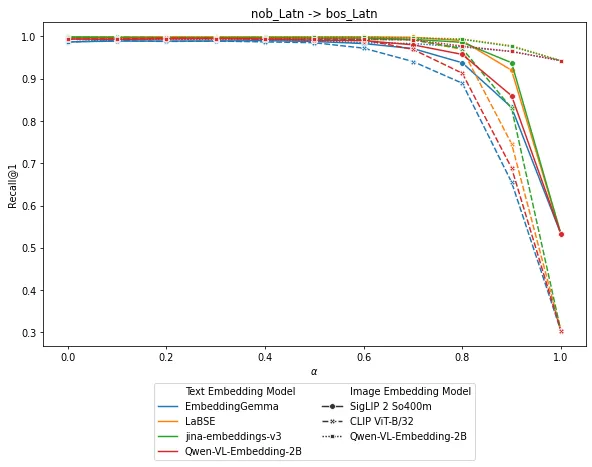 nob_Latn -> bos_Latn
Recall@1
1.0
0.9
0.8
0.7
0.6
0.5
0.4
0.3
0.0
0.2
0.4
0.6
0.8
1.0
α
Text Embedding Model
EmbeddingGemma
LaBSE
jina-embeddings-v3
Qwen-VL-Embedding-2B
Image Embedding Model
SigLIP 2 So400m
CLIP ViT-B/32
Qwen-VL-Embedding-2B